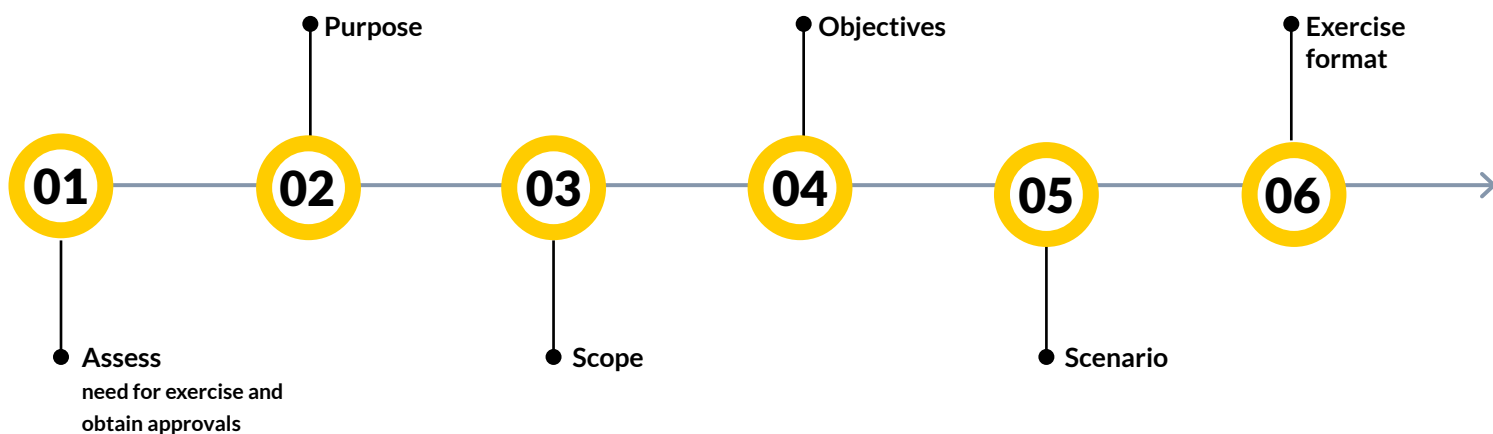 Purpose
Objectives
Exercise
format
01
02
03
04
05
06
Assess
need for exercise and
obtain approvals
Scope
Scenario